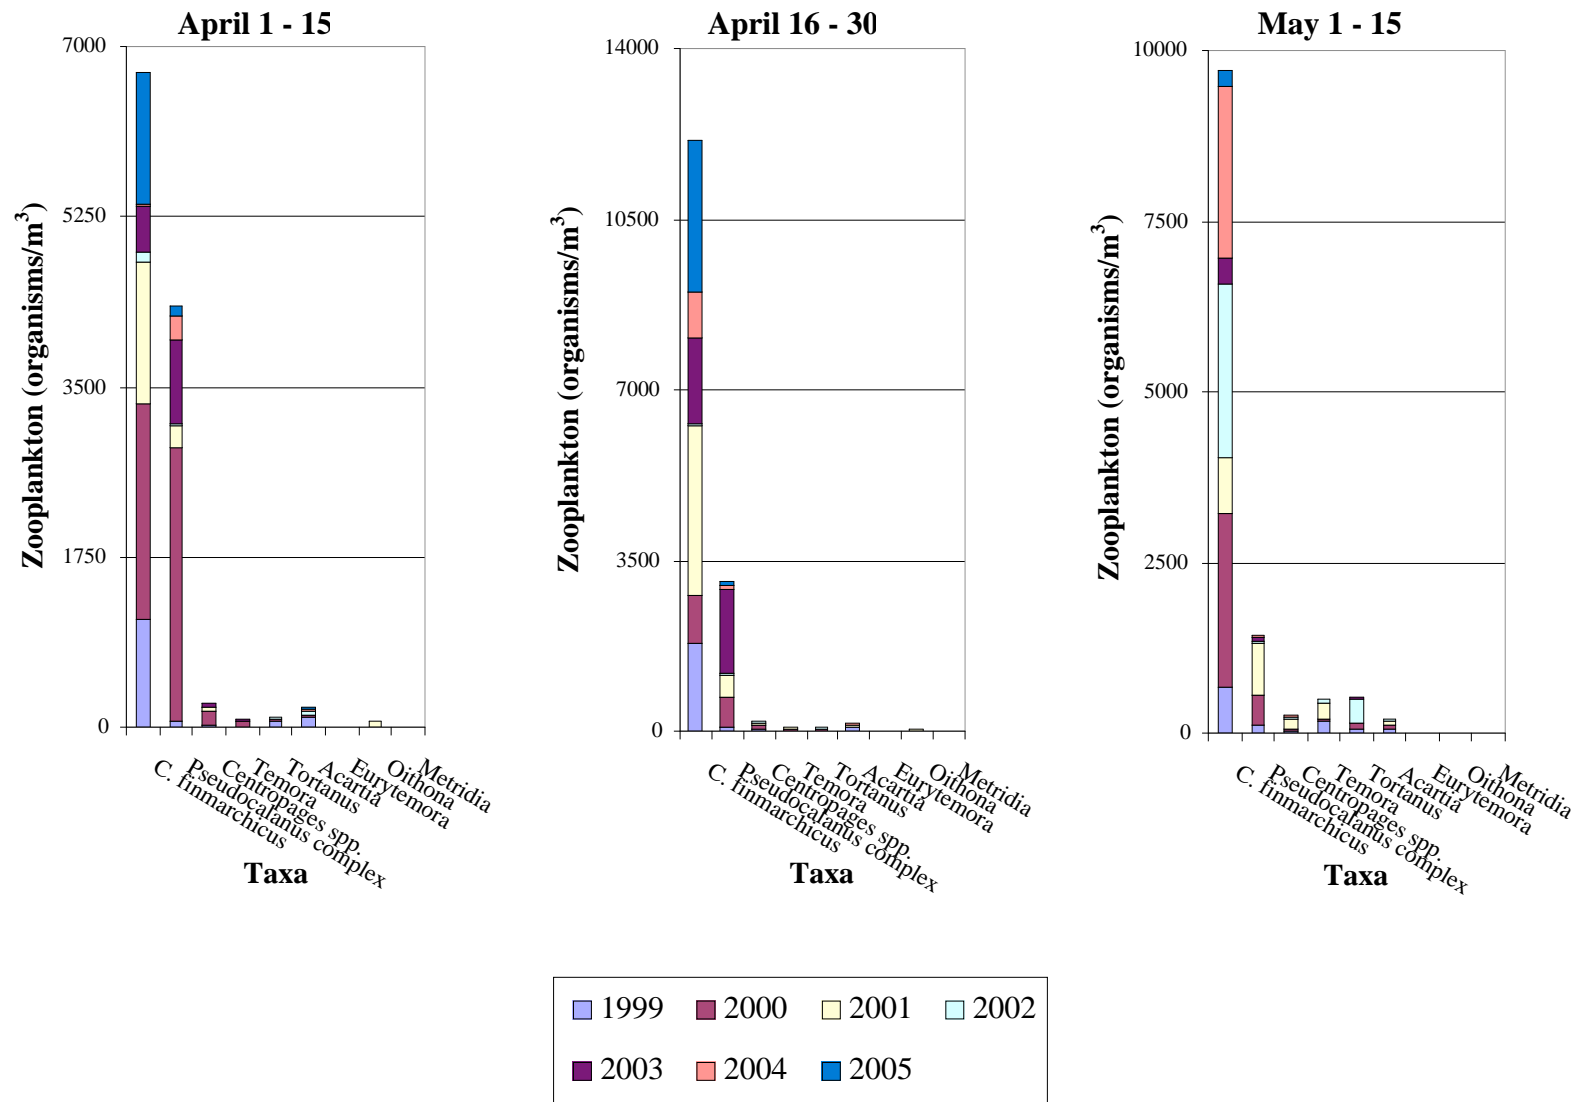 April 1 - 15
7000
5250
3500
1750
0
Zooplankton (organisms/m³)
C. finmarchicus
Pseudocalanus complex
Centropages spp.
Temora
Tortanus
Acartia
Eurytemora
Oithona
Metridia
Taxa
April 16 - 30
14000
10500
7000
3500
0
Zooplankton (organisms/m³)
C. finmarchicus
Pseudocalanus complex
Centropages spp.
Temora
Tortanus
Acartia
Eurytemora
Oithona
Metridia
Taxa
May 1 - 15
10000
7500
5000
2500
0
Zooplankton (organisms/m³)
C. finmarchicus
Pseudocalanus complex
Centropages spp.
Temora
Tortanus
Acartia
Eurytemora
Oithona
Metridia
Taxa
1999 2000 2001 2002
2003 2004 2005